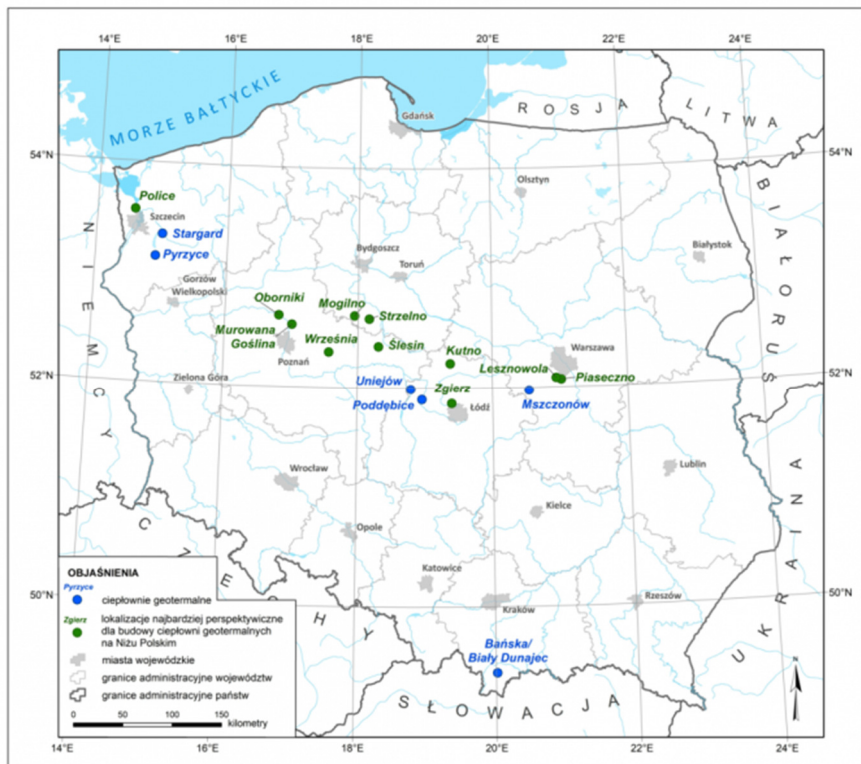 14°E 16°E 18°E 20°E 22°E 24°E
MORZE BAŁTYCKIE
Gdańsk
ROSJA
LITWA
54°N
54°N
BIAŁORUŚ
Olsztyn
Police
Szczecin
Stargard
Pyrzyce
NIEMCY
Bydgoszcz
Toruń
Białystok
Gorzów
Wielkopolski
Oborniki
Mogilno
Strzelno
Murowana
Goślina
Września
Ślesin
Poznań
Kutno
Warszawa
Lesznowola
Piaseczno
52°N
52°N
Zielona Góra
Uniejów
Zgierz
Poddębice
Łódź
Mszczonów
Wrocław
Lublin
Kielce
Opole
UKRAINA
CZECHY
Katowice
Kraków
Rzeszów
50°N
50°N
Bańska/
Biały Dunajec
SŁOWACJA
N
OBJAŚNIENIA
Pyrzyce
ciepłownie geotermalne
Zgierz
lokalizacje najbardziej perspektywiczne
dla budowy ciepłowni geotermalnych
na Niżu Polskim
miasta wojewódzkie
granice administracyjne województw
granice administracyjne państw
0 50 100 150
kilometry
14°E 16°E 18°E 20°E 22°E 24°E